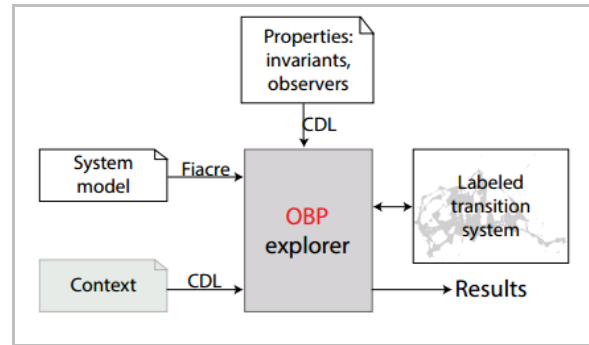 Properties:
invariants,
observers
CDL
System
model
Fiacre
OBP
explorer
Labeled
transition
system
Context
CDL
Results